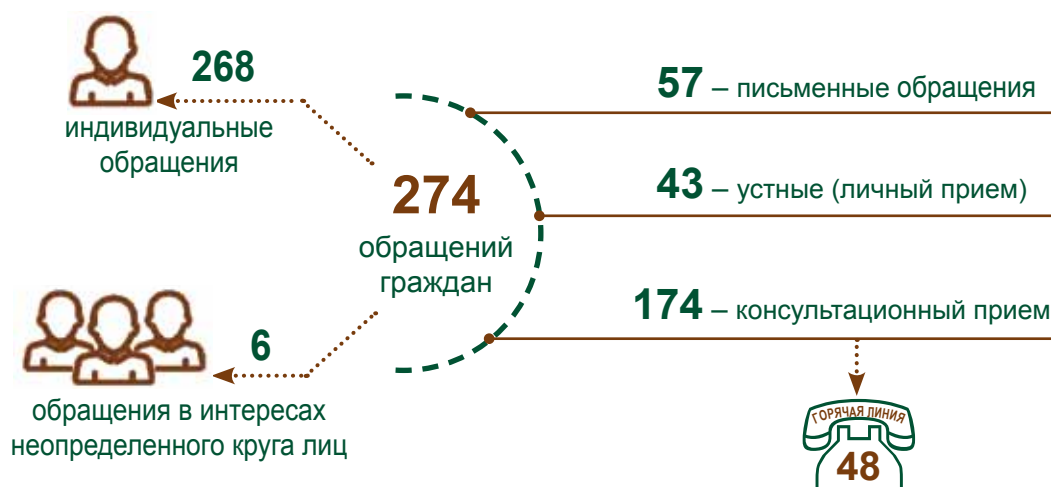 268
индивидуальные
обращения
274
обращений
граждан
6
обращения в интересах
неопределенного круга лиц
57 – письменные обращения
43 – устные (личный прием)
174 – консультационный прием
ГОРЯЧАЯ ЛИНИЯ
48